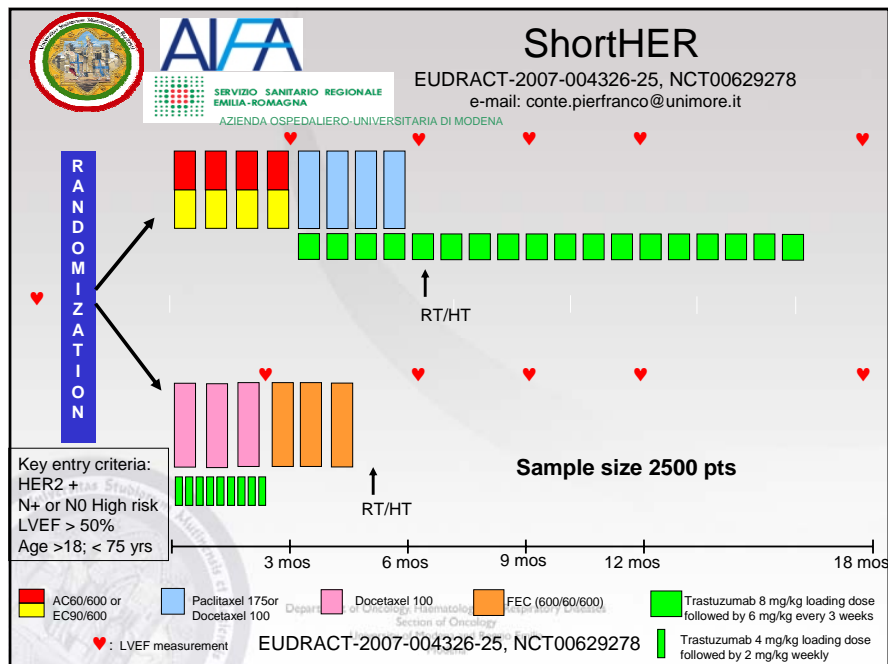 AIFA
ShortHER
EUDRACT-2007-004326-25, NCT00629278
e-mail: conte.pierfranco@unimore.it
SERVIZIO SANITARIO REGIONALE
EMILIA-ROMAGNA
AZIENDA OSPEDALIERO-UNIVERSITARIA DI MODENA
RANDOMIZATION
RT/HT
Key entry criteria:
HER2 +
N+ or N0 High risk
LVEF > 50%
Age >18; < 75 yrs
Sample size 2500 pts
RT/HT
3 mos
6 mos
9 mos
12 mos
18 mos
AC60/600 or
EC90/600
Paclitaxel 175or
Docetaxel 100
Docetaxel 100
FEC (600/60/600)
Trastuzumab 8 mg/kg loading dose
followed by 6 mg/kg every 3 weeks
Section of Oncology
♥: LVEF measurement
EUDRACT-2007-004326-25, NCT00629278
Trastuzumab 4 mg/kg loading dose
followed by 2 mg/kg weekly